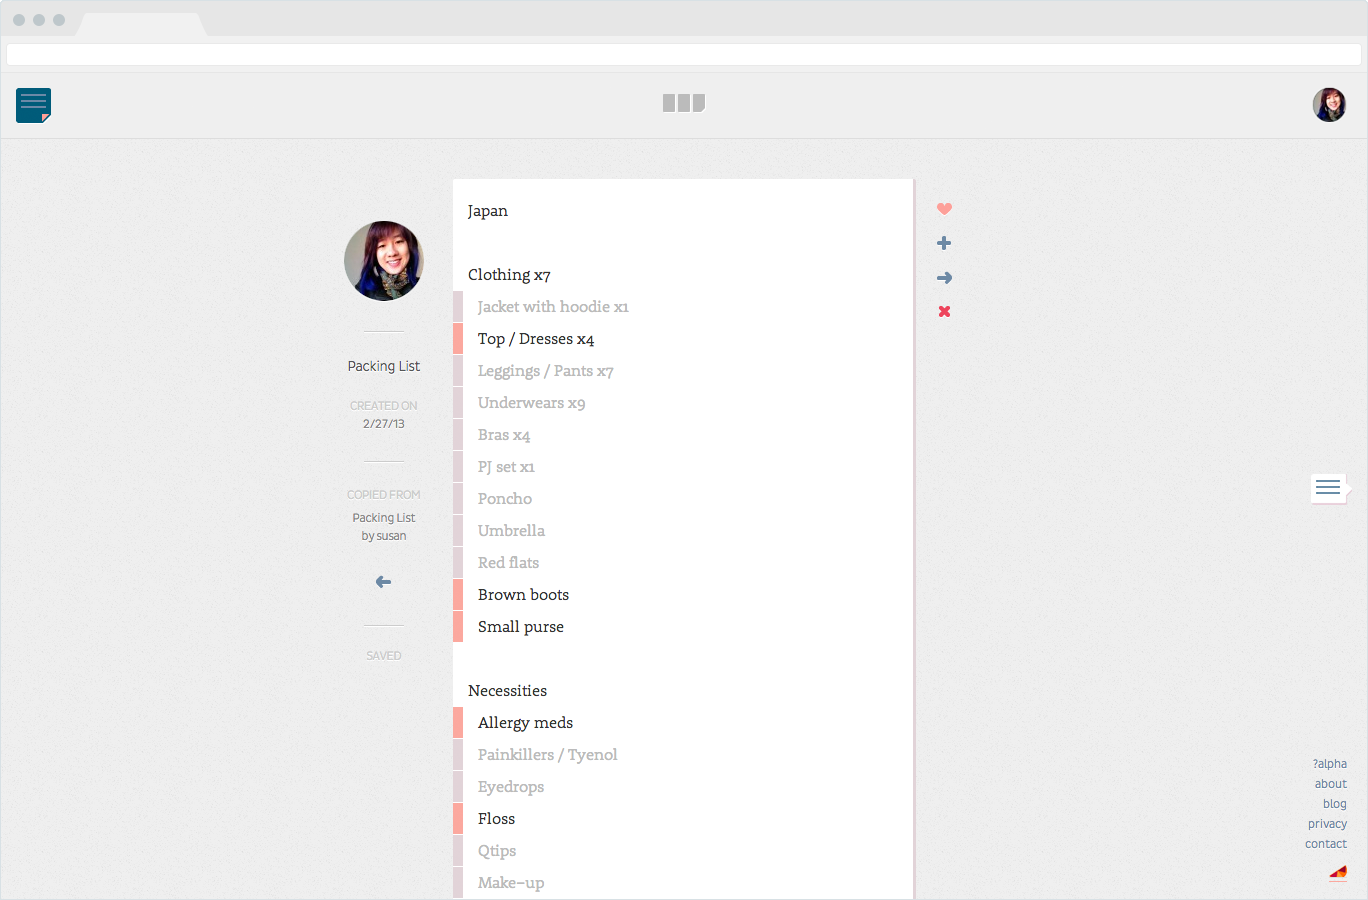 Packing List
CREATED ON
2/27/13
COPIED FROM
Packing List
by susan
SAVED
Japan
Clothing x7
Jacket with hoodie x1
Top / Dresses x4
Leggings / Pants x7
Underwears x9
Bras x4
PJ set x1
Poncho
Umbrella
Red flats
Brown boots
Small purse
Necessities
Allergy meds
Painkillers / Tyenol
Eyedrops
Floss
Qtips
Make-up
?alpha
about
blog
privacy
contact